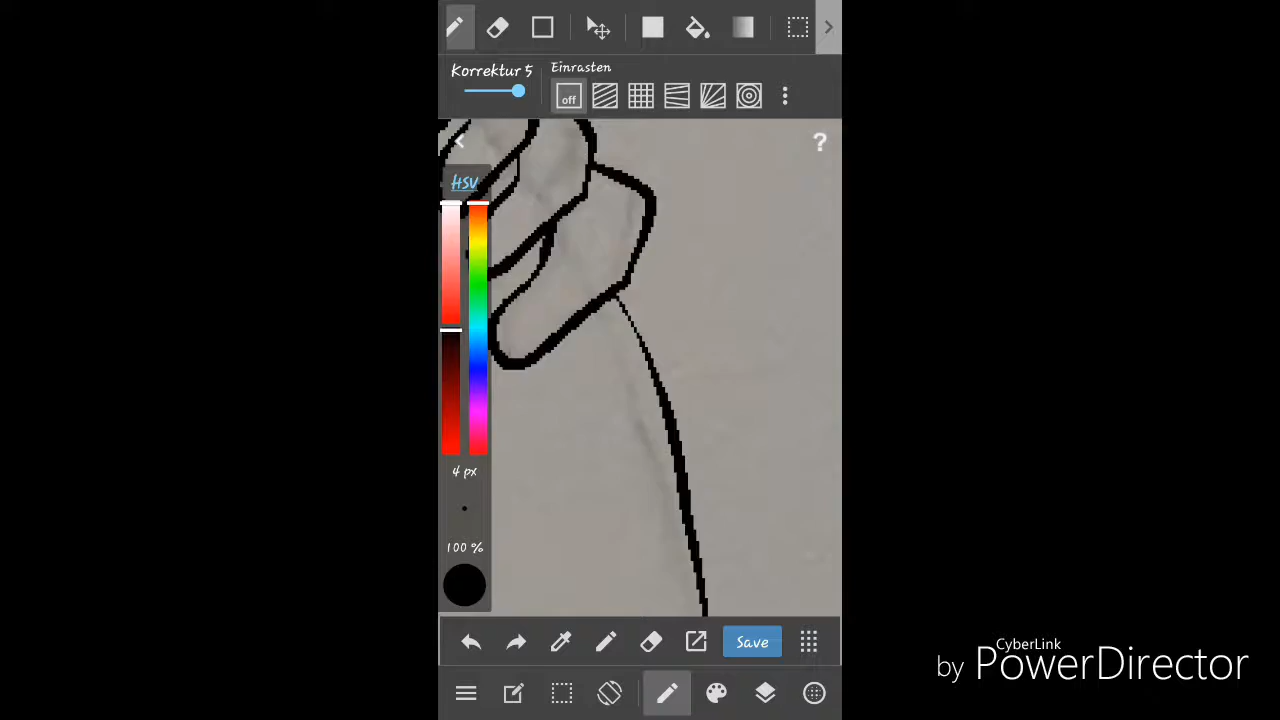 Korrektur 5
Einrasten
off
?
HSV
4 px
100 %
Save
CyberLink
by PowerDirector